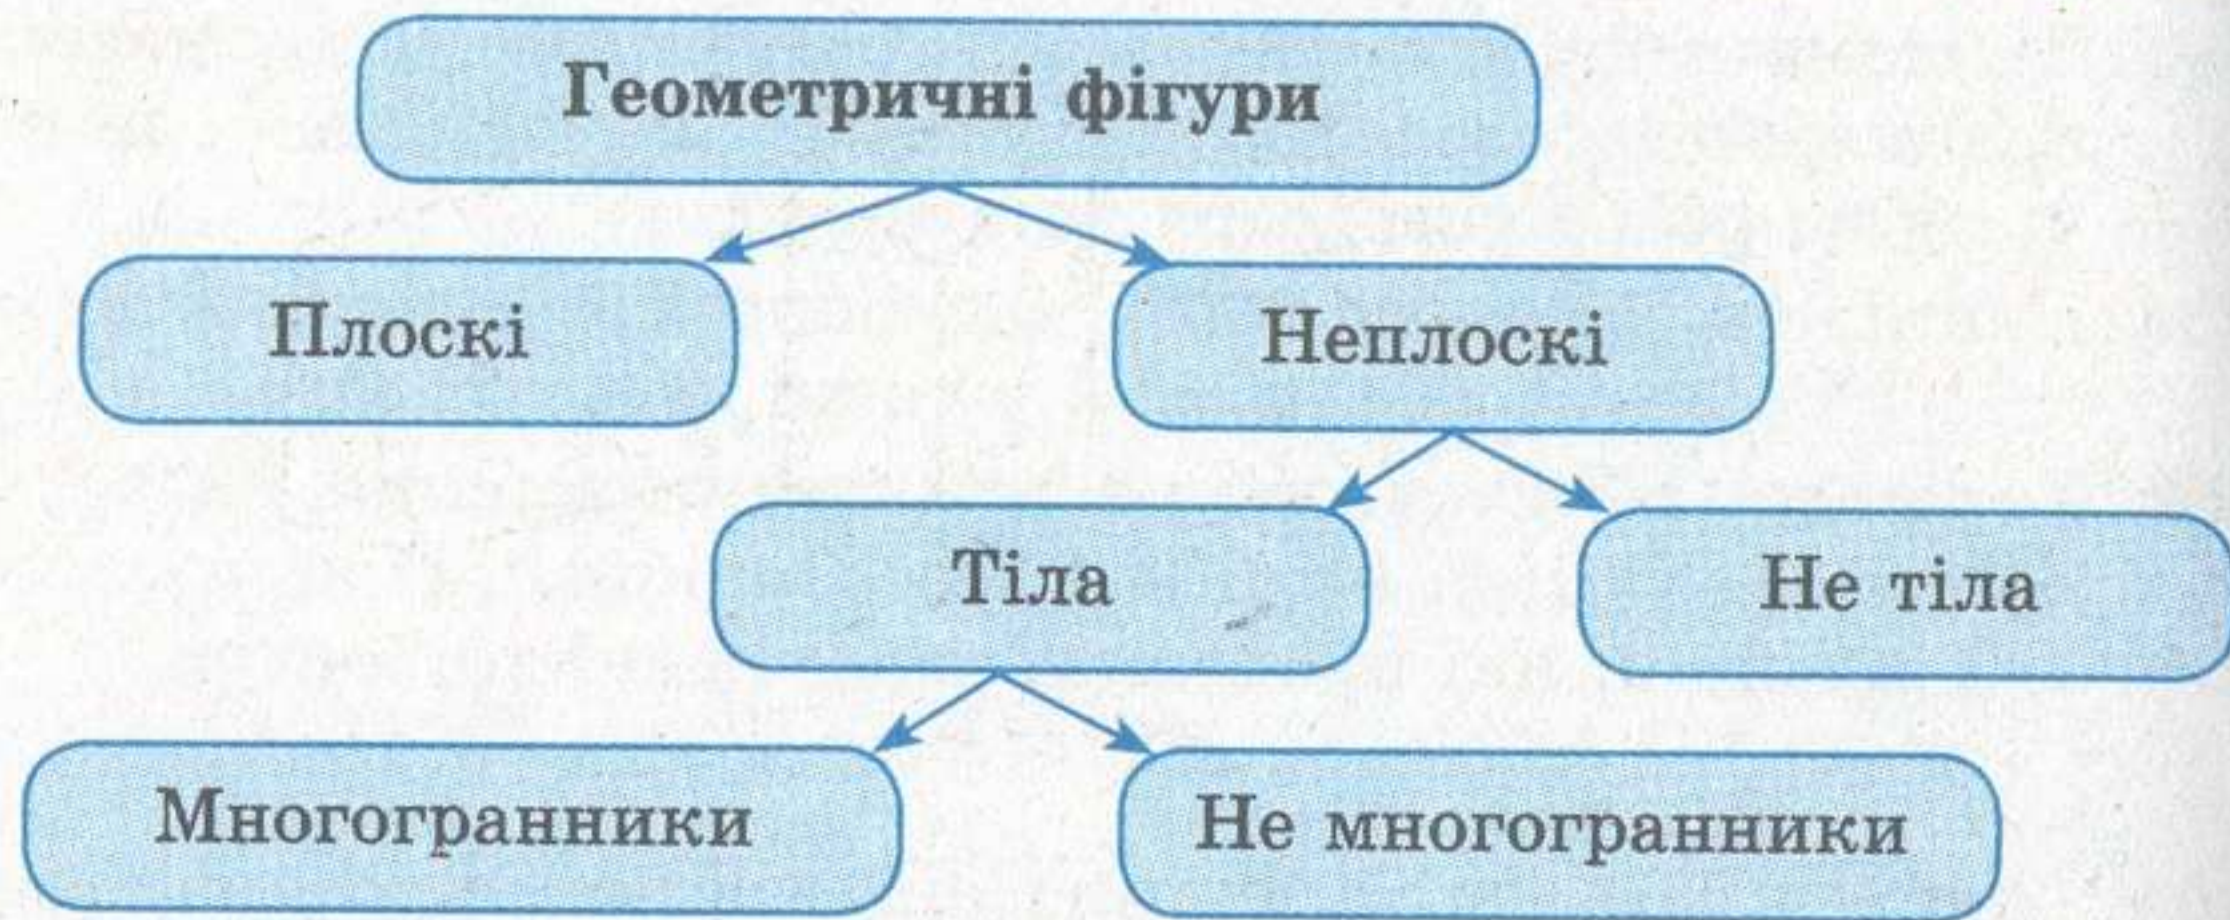 Геометричні фігури
Плоскі
Неплоскі
Тіла
Не тіла
Многогранники
Не многогранники